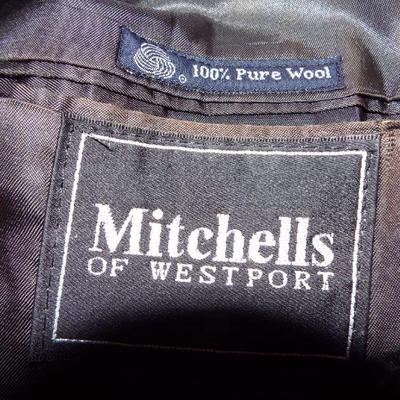 100% Pure Wool
Mitchells
OF WESTPORT